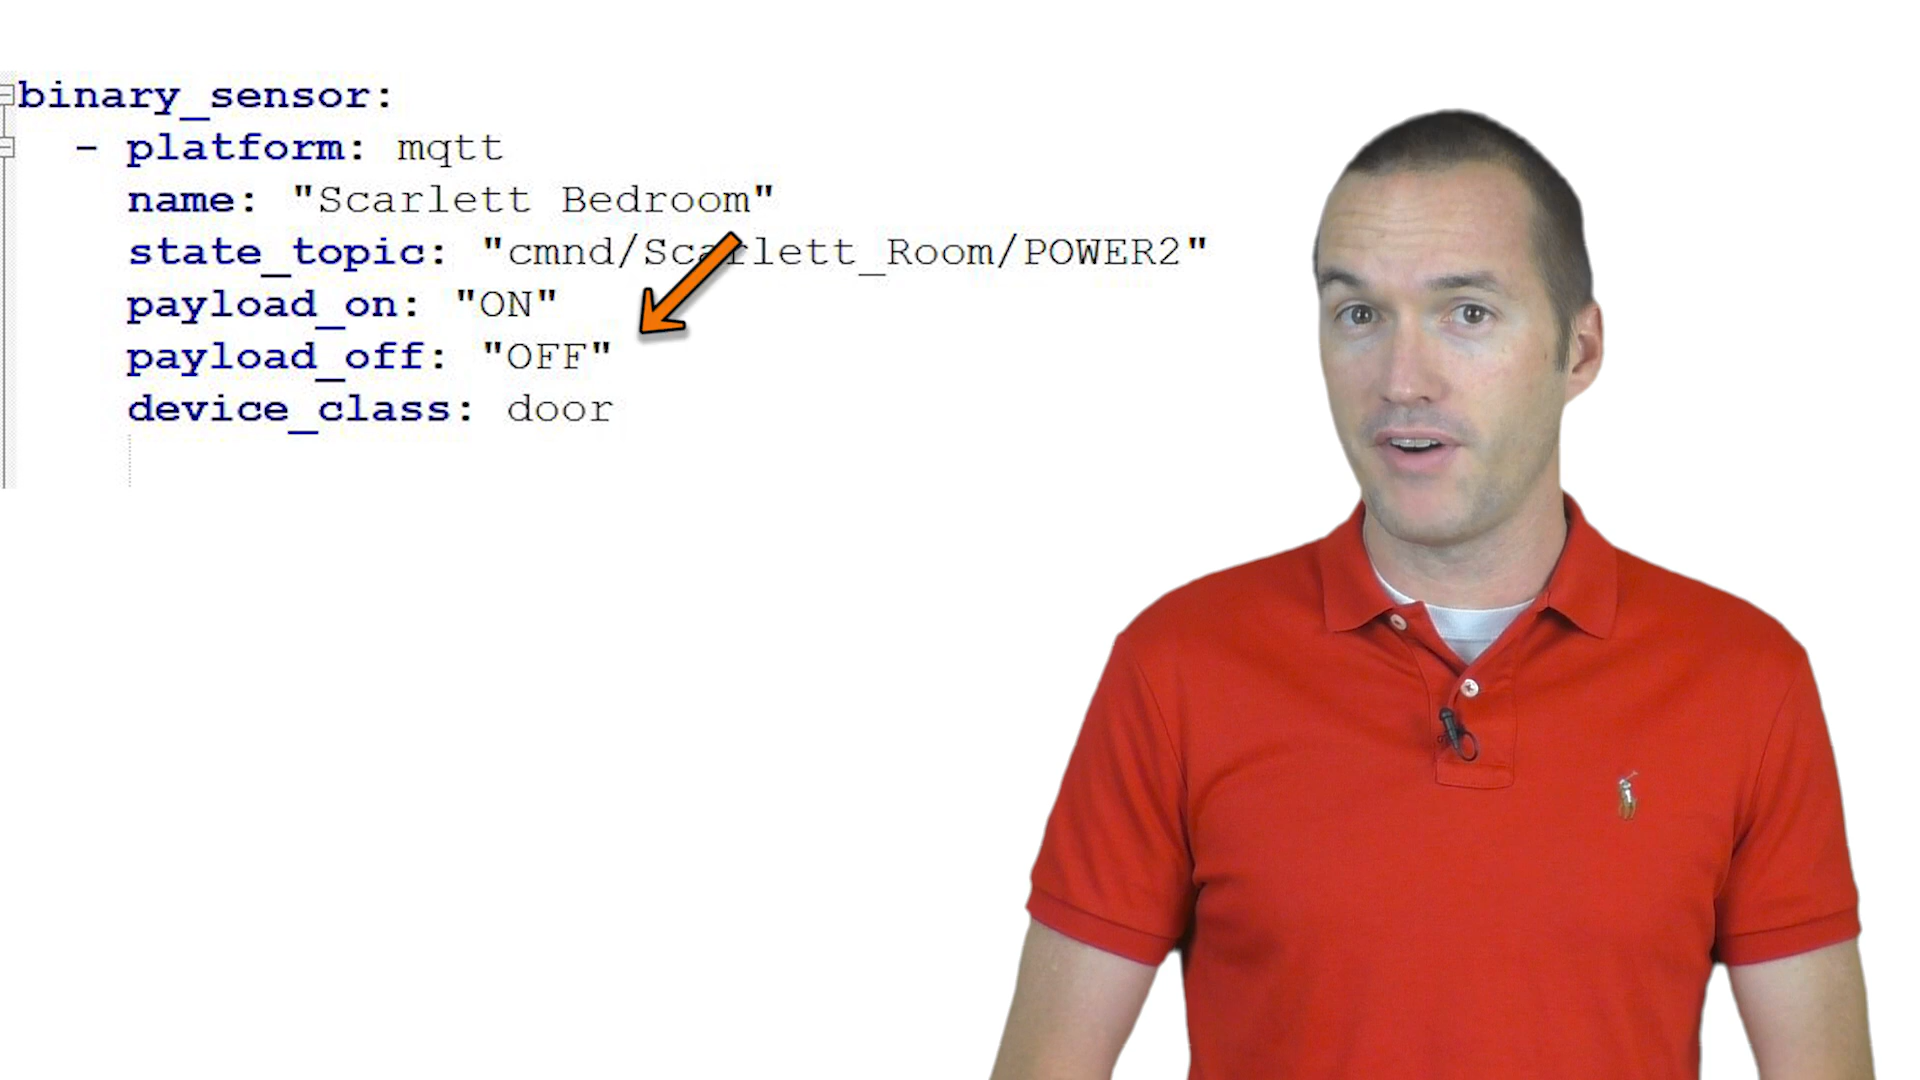 binary_sensor:
- platform: mqtt
name: "Scarlett Bedroom"
state_topic: "cmnd/Scarlett_Room/POWER2"
payload_on: "ON"
payload_off: "OFF"
device_class: door